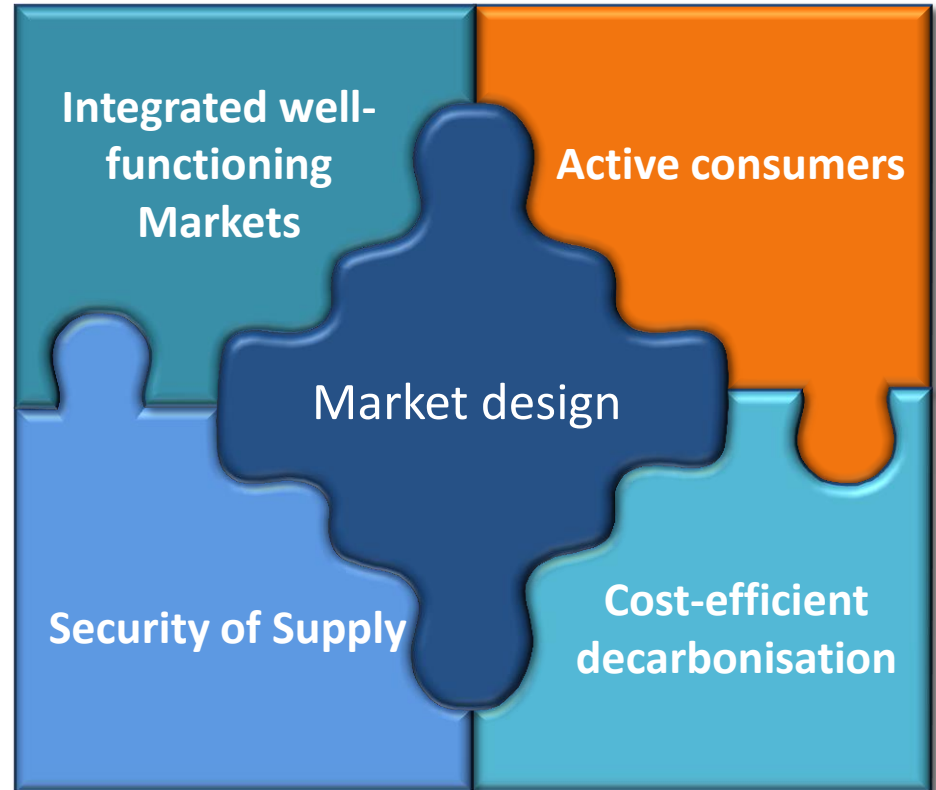 Integrated well-
functioning
Markets
Active consumers
Market design
Security of Supply
Cost-efficient
decarbonisation